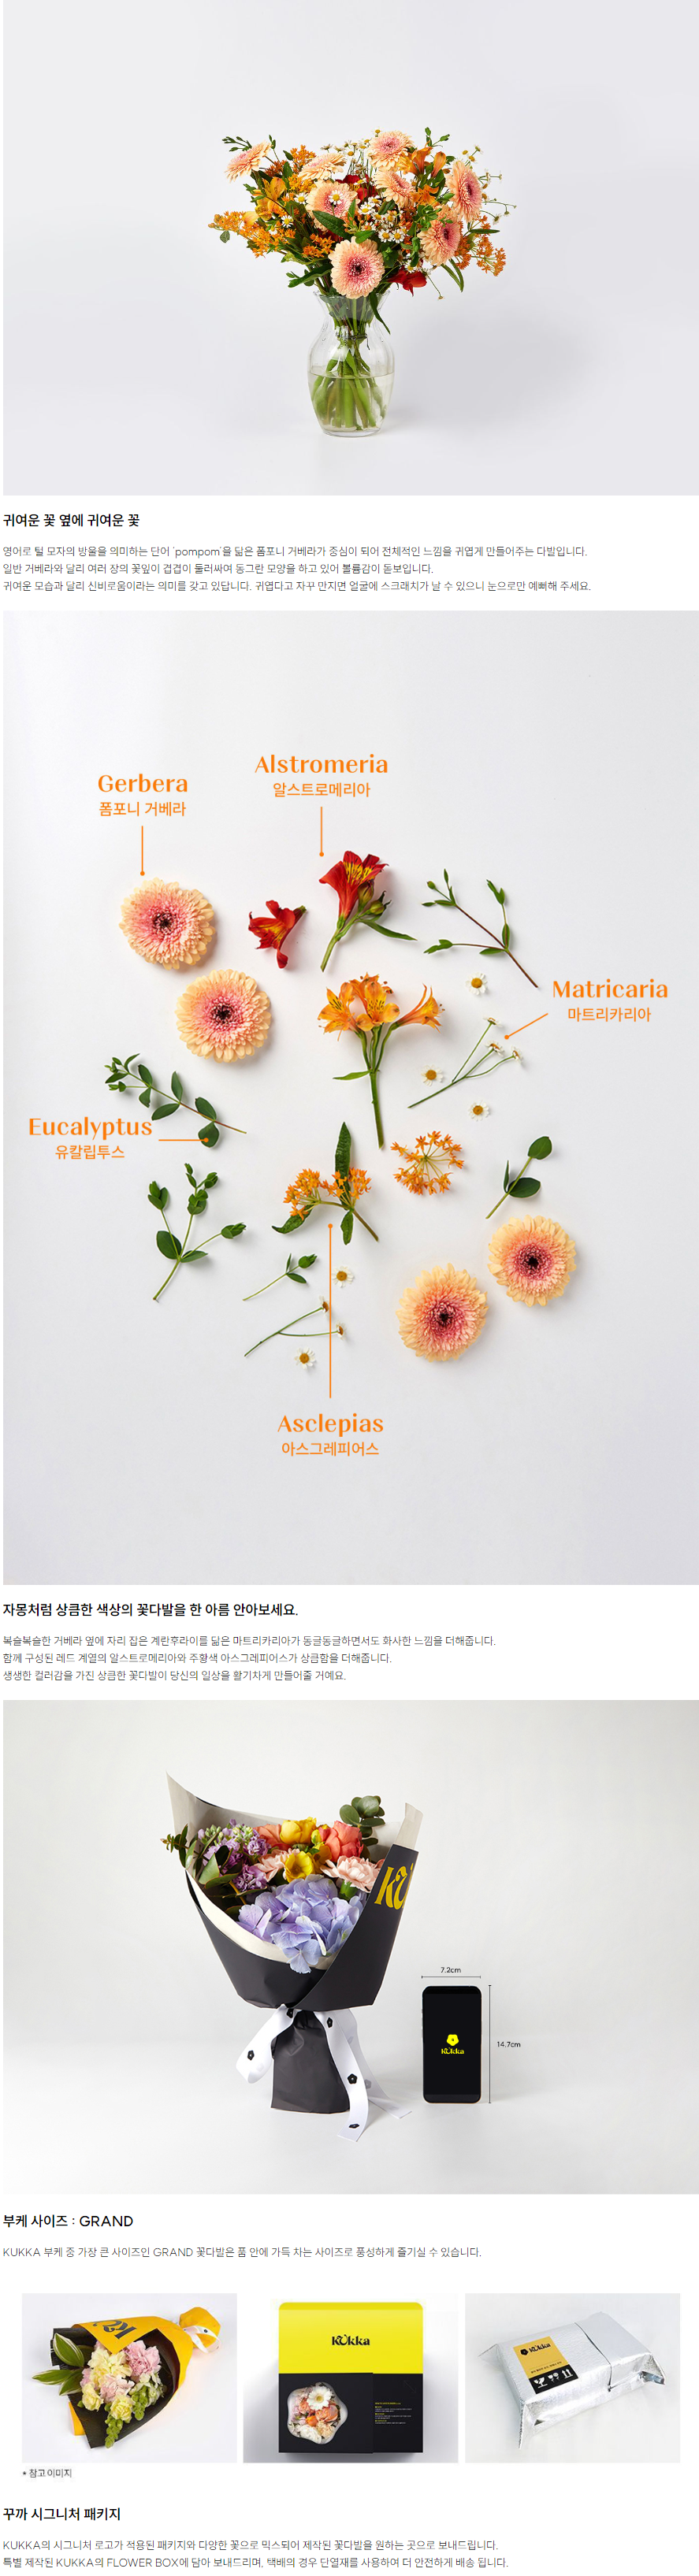 귀여운 꽃 옆에 귀여운 꽃
영어로 털 모자의 방울을 의미하는 단어 'pompom'을 닮은 폼포니 거베라가 중심이 되어 전체적인 느낌을 귀엽게 만들어주는 다발입니다.
일반 거베라와 달리 여러 장의 꽃잎이 겹겹이 둘러싸여 동그란 모양을 하고 있어 볼륨감이 돋보입니다.
귀여운 모습과 달리 신비로움이라는 의미를 갖고 있답니다. 귀엽다고 자꾸 만지면 얼굴에 스크래치가 날 수 있으니 눈으로만 예뻐해 주세요.
Alstromeria
알스트로메리아
Gerbera
폼포니 거베라
Matricaria
마트리카리아
Eucalyptus
유칼립투스
Asclepias
아스그레피어스
자몽처럼 상큼한 색상의 꽃다발을 한 아름 안아보세요.
복슬복슬한 거베라 옆에 자리 잡은 계란후라이를 닮은 마트리카리아가 동글동글하면서도 화사한 느낌을 더해줍니다.
함께 구성된 레드 계열의 알스트로메리아와 주황색 아스그레피어스가 상큼함을 더해줍니다.
생생한 컬러감을 가진 상큼한 꽃다발이 당신의 일상을 활기차게 만들어줄 거예요.
7.2cm
Kukka
14.7cm
부케 사이즈 : GRAND
KUKKA 부케 중 가장 큰 사이즈인 GRAND 꽃다발은 품 안에 가득 차는 사이즈로 풍성하게 즐기실 수 있습니다.
Kukka
Kukka
* 참고 이미지
꾸까 시그니처 패키지
KUKKA의 시그니처 로고가 적용된 패키지와 다양한 꽃으로 믹스되어 제작된 꽃다발을 원하는 곳으로 보내드립니다.
특별 제작된 KUKKA의 FLOWER BOX에 담아 보내드리며, 택배의 경우 단열재를 사용하여 더 안전하게 배송 됩니다.